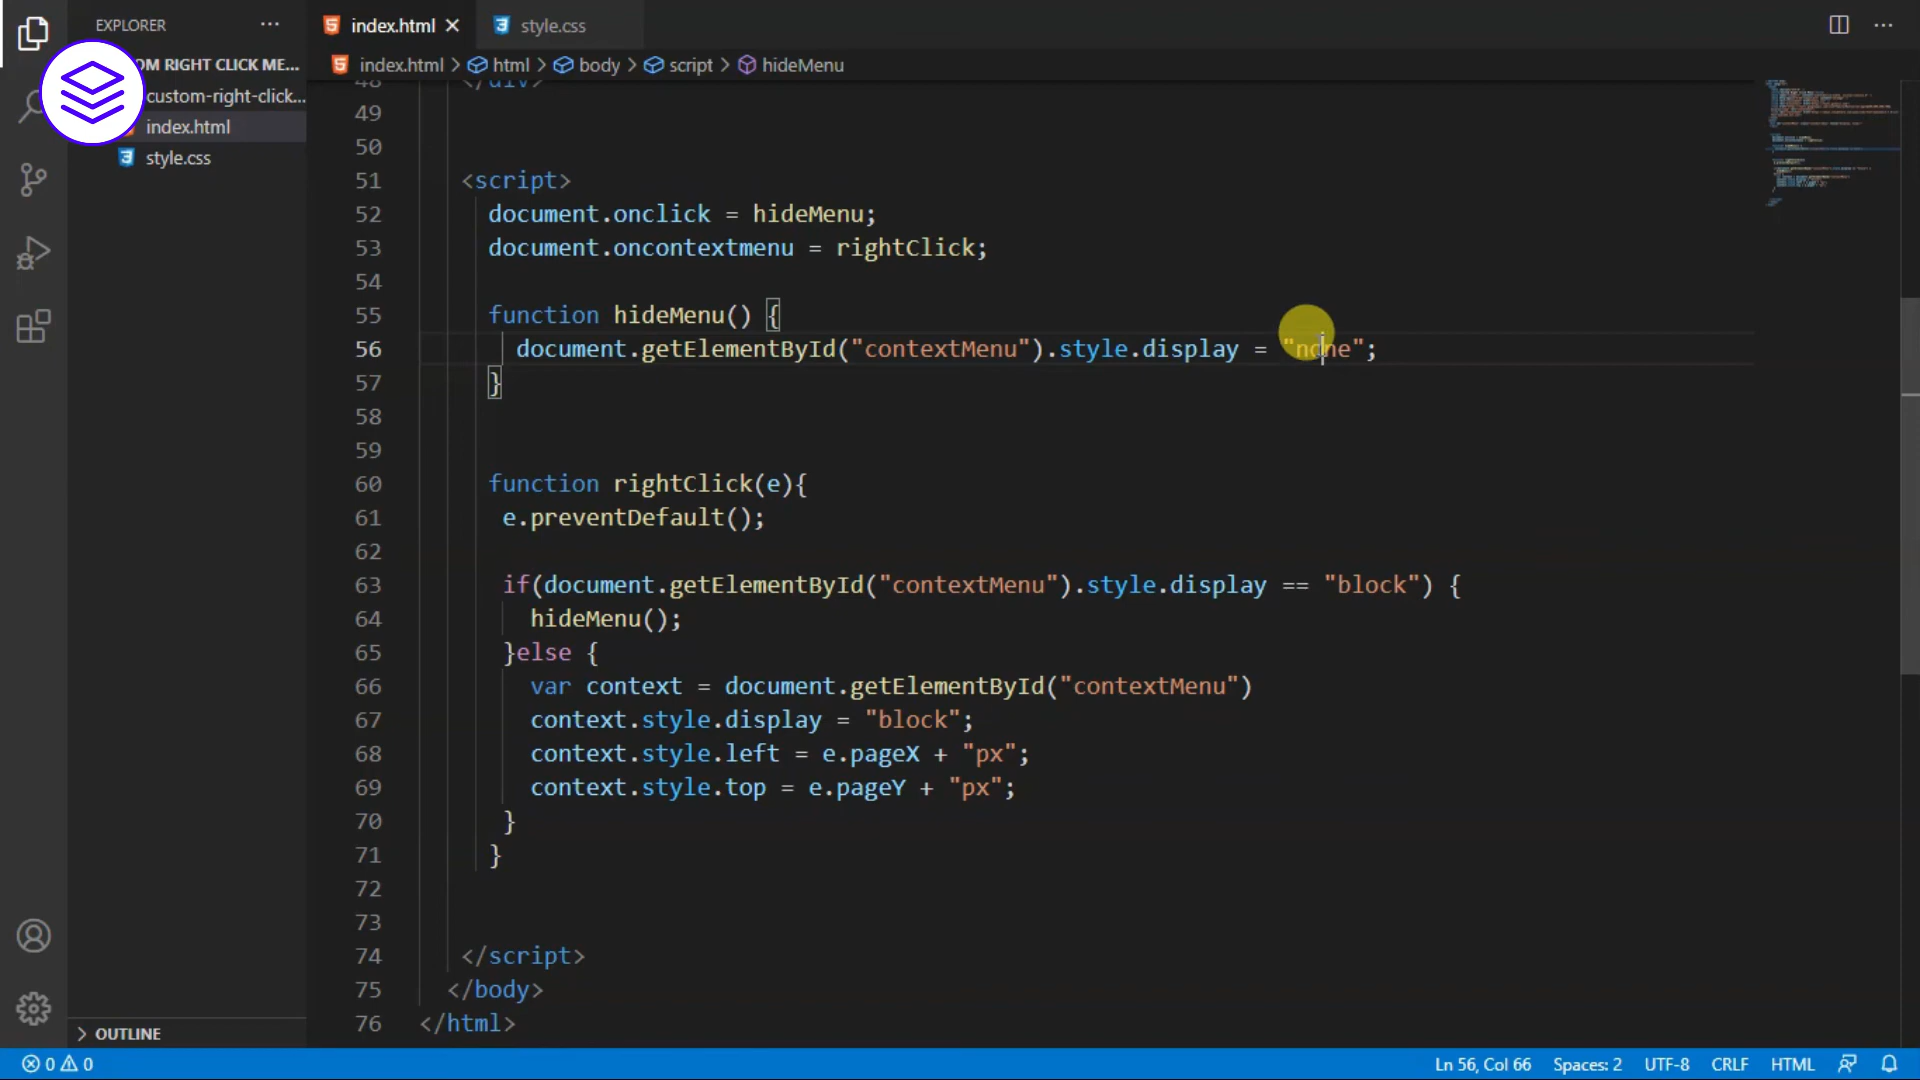 EXPLORER
...
index.html
style.css
...
OM RIGHT CLICK ME...
custom-right-click...
index.html
style.css
OUTLINE
index.html > html > body > script > hideMenu
48 </div>
49
50
51 <script>
52 document.onclick = hideMenu;
53 document.oncontextmenu = rightClick;
54
55 function hideMenu() {
56 document.getElementById("contextMenu").style.display = "none";
57 }
58
59
60 function rightClick(e){
61 e.preventDefault();
62
63 if(document.getElementById("contextMenu").style.display == "block") {
64 hideMenu();
65 }else {
66 var context = document.getElementById("contextMenu")
67 context.style.display = "block";
68 context.style.left = e.pageX + "px";
69 context.style.top = e.pageY + "px";
70 }
71 }
72
73
74 </script>
75 </body>
76 </html>
0 0
Ln 56, Col 66
Spaces: 2
UTF-8
CRLF
HTML